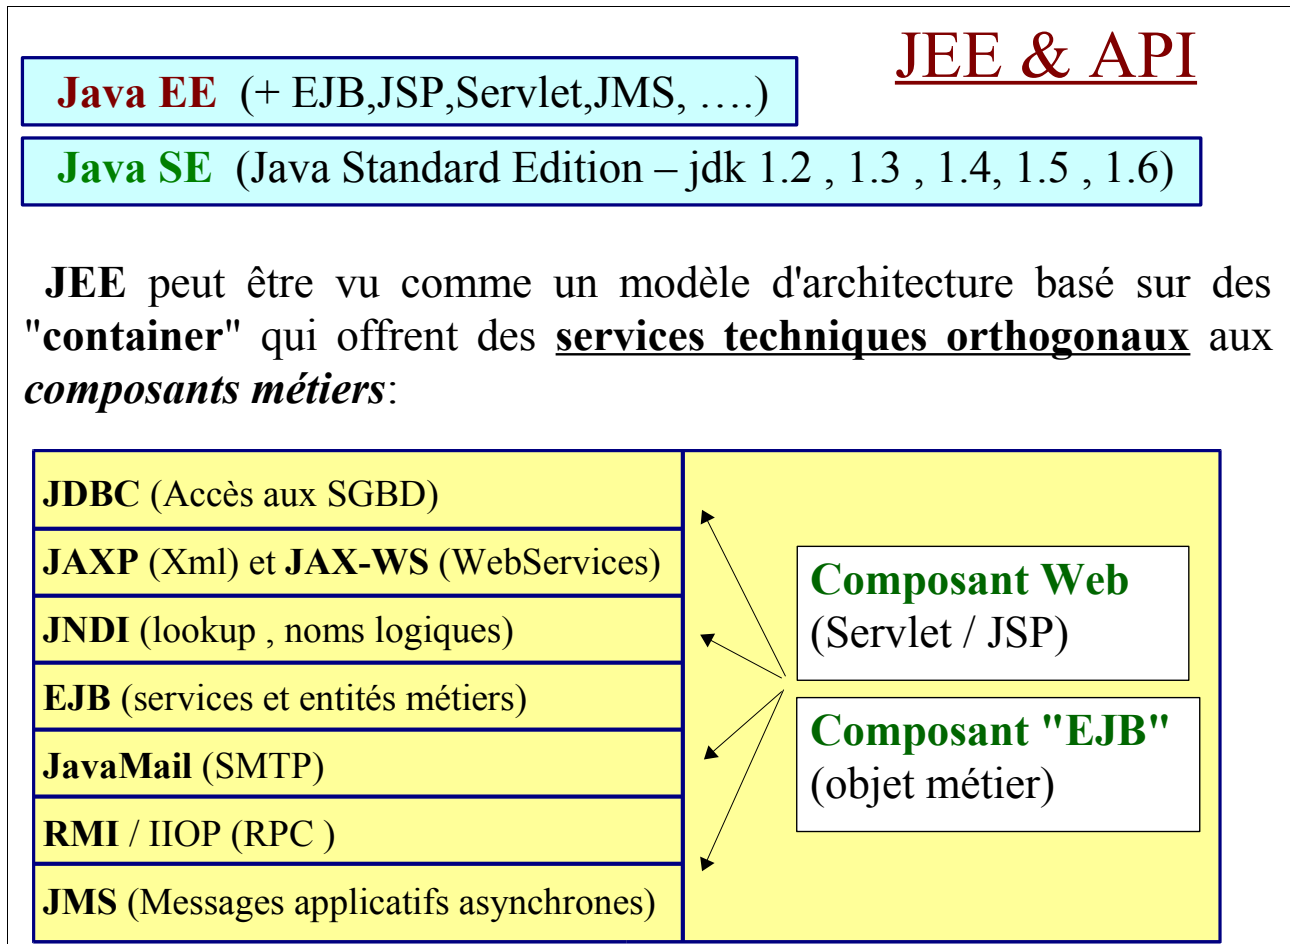 JEE & API
Java EE (+ EJB,JSP,Servlet,JMS, ....)
Java SE (Java Standard Edition – jdk 1.2 , 1.3 , 1.4, 1.5 , 1.6)
JEE peut être vu comme un modèle d'architecture basé sur des
"container" qui offrent des services techniques orthogonaux aux
composants métiers:
JDBC (Accès aux SGBD)
JAXP (Xml) et JAX-WS (WebServices)
JNDI (lookup , noms logiques)
EJB (services et entités métiers)
JavaMail (SMTP)
RMI / IIOP (RPC )
JMS (Messages applicatifs asynchrones)
Composant Web
(Servlet / JSP)
Composant "EJB"
(objet métier)